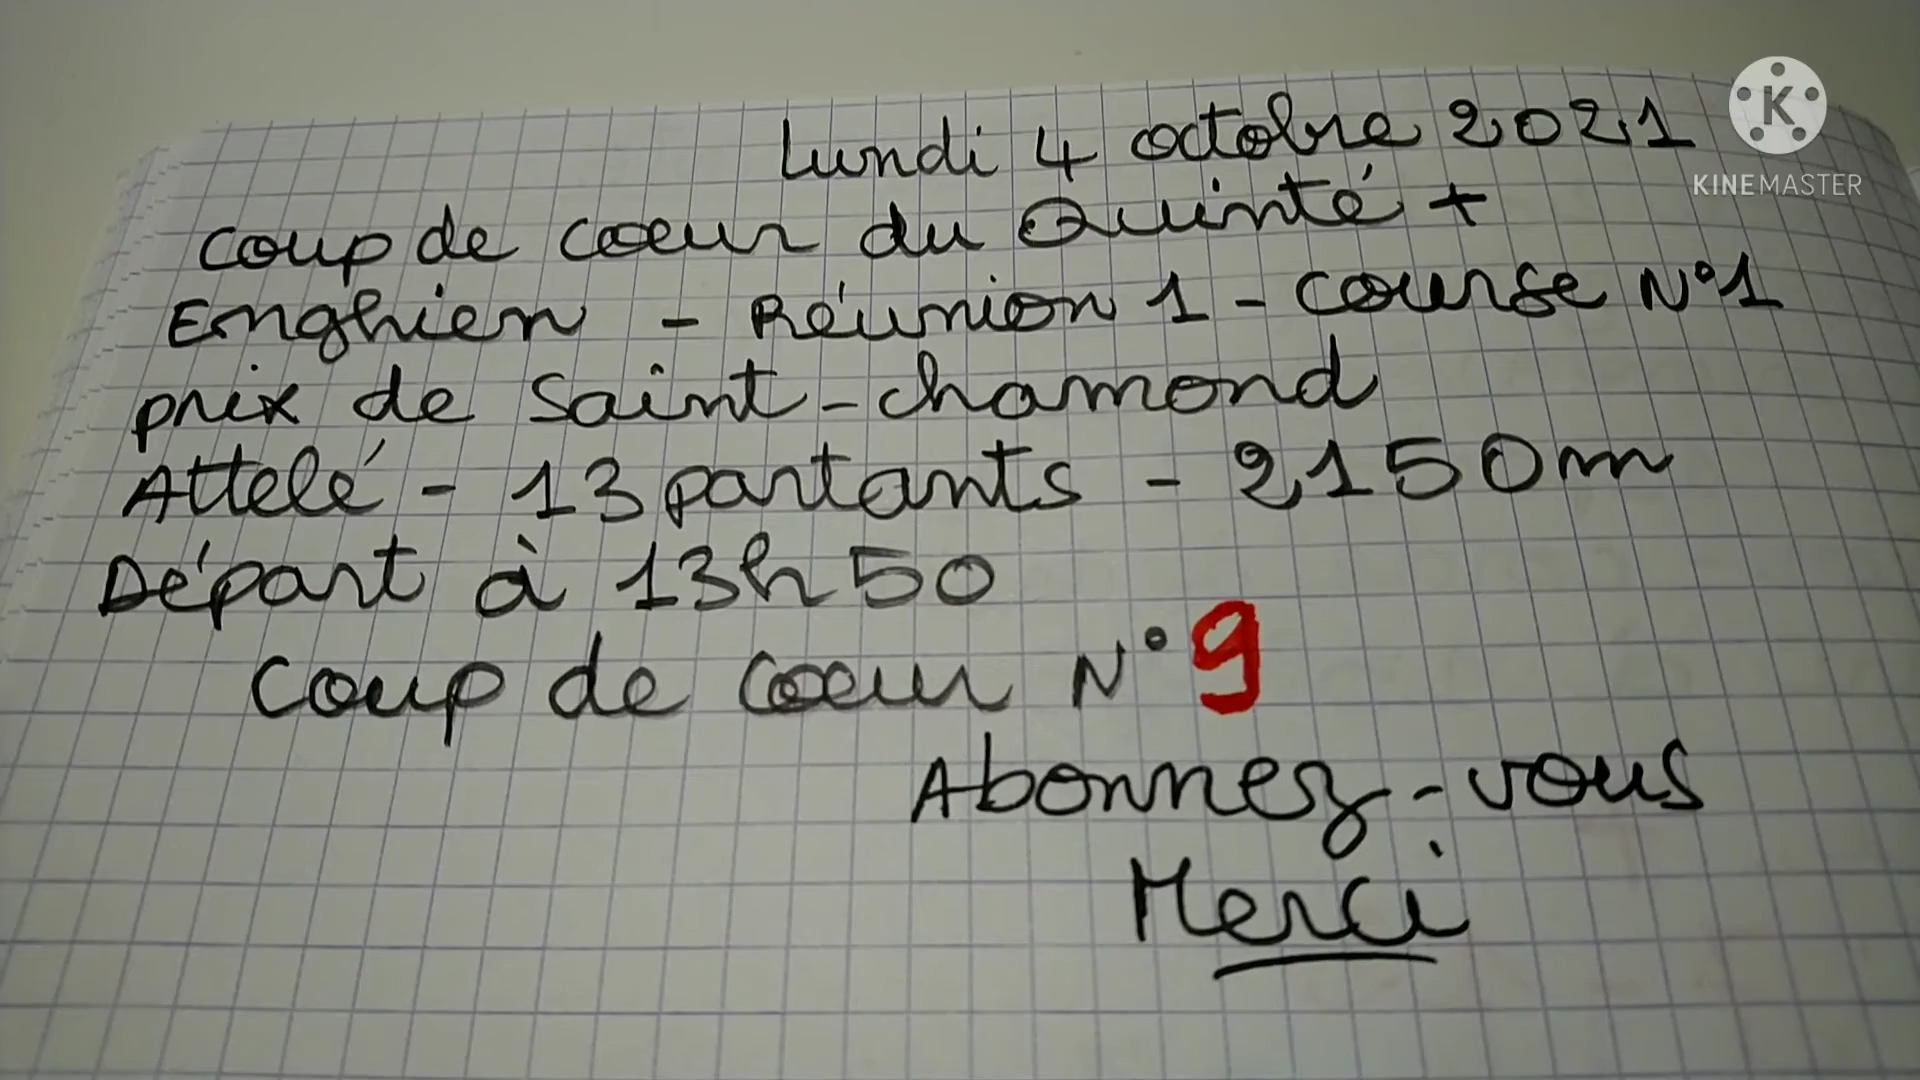 Lundi 4 octobre 2021
KINEMASTER
Coup de coeur du Quinté +
Enghien - Réunion 1 - Course N°1
prix de Saint-chamond
Attelé - 13 partants - 2150m
Départ à 13h50
Coup de coeur N°9
Abonnez-vous
Merci